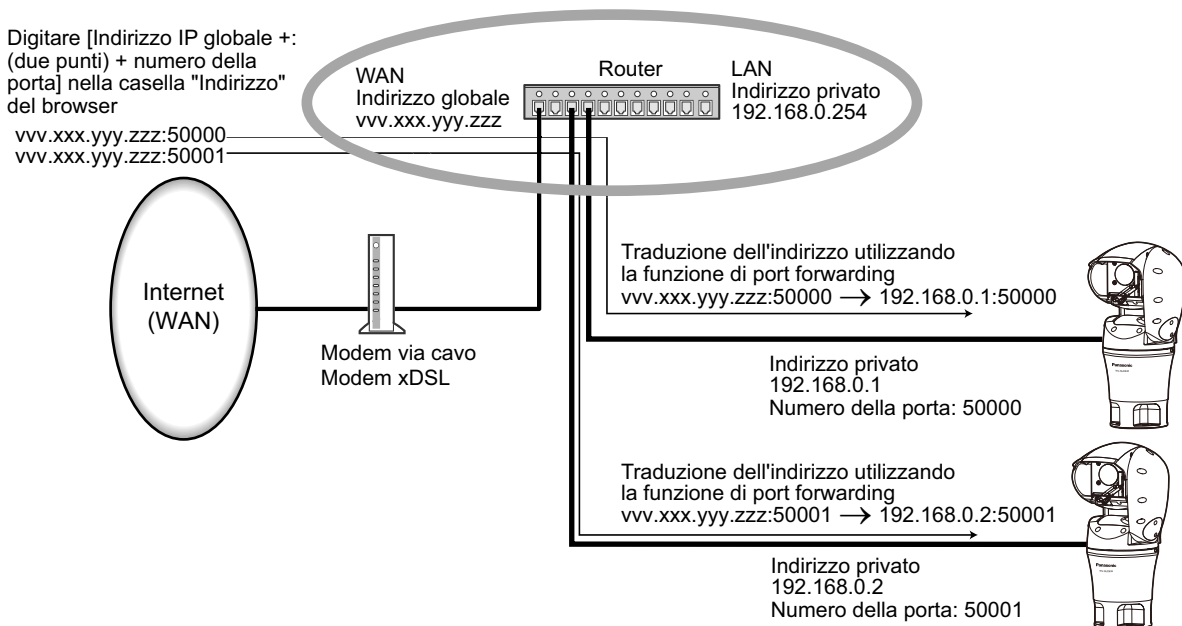 Digitare [Indirizzo IP globale +:
(due punti) + numero della
porta] nella casella "Indirizzo"
del browser
vvv.xxx.yyy.zzz:50000
vvv.xxx.yyy.zzz:50001
WAN
Indirizzo globale
vvv.xxx.yyy.zzz
Router
LAN
Indirizzo privato
192.168.0.254
Internet
(WAN)
Modem via cavo
Modem xDSL
Traduzione dell'indirizzo utilizzando
la funzione di port forwarding
vvv.xxx.yyy.zzz:50000 → 192.168.0.1:50000
Indirizzo privato
192.168.0.1
Numero della porta: 50000
Panasonic
Traduzione dell'indirizzo utilizzando
la funzione di port forwarding
vvv.xxx.yyy.zzz:50001 → 192.168.0.2:50001
Indirizzo privato
192.168.0.2
Numero della porta: 50001
Panasonic